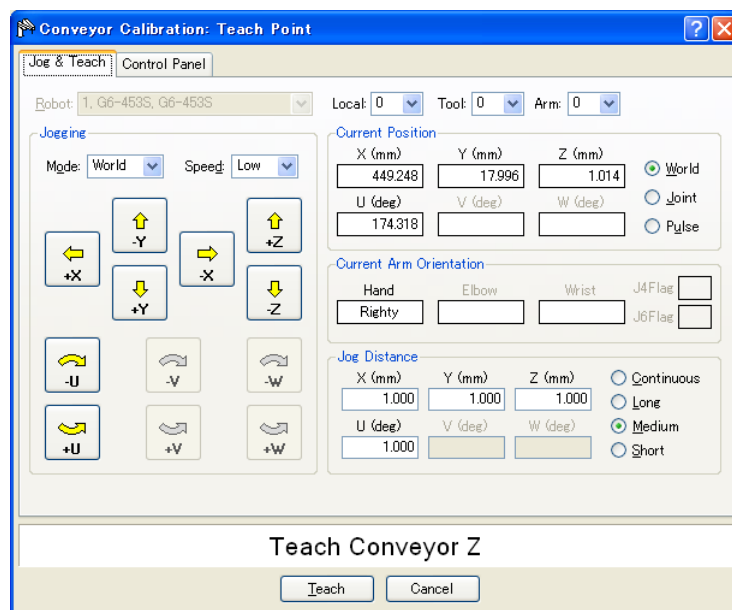 Conveyor Calibration: Teach Point
Jog & Teach Control Panel
Robot: 1, G6-453S, G6-453S Local: 0 Tool: 0 Arm: 0
Jogging
Mode: World Speed: Low
-Y
+Z
+X
-X
+Y
-Z
-U
-V
-W
+U
+V
+W
Current Position
X (mm) Y (mm) Z (mm)
449.248 17.996 1.014
U (deg) V (deg) W (deg)
174.318
World
Joint
Pulse
Current Arm Orientation
Hand Elbow Wrist
Righty
J4Flag
J6Flag
Jog Distance
X (mm) Y (mm) Z (mm)
1.000 1.000 1.000
U (deg) V (deg) W (deg)
1.000
Continuous
Long
Medium
Short
Teach Conveyor Z
Teach Cancel